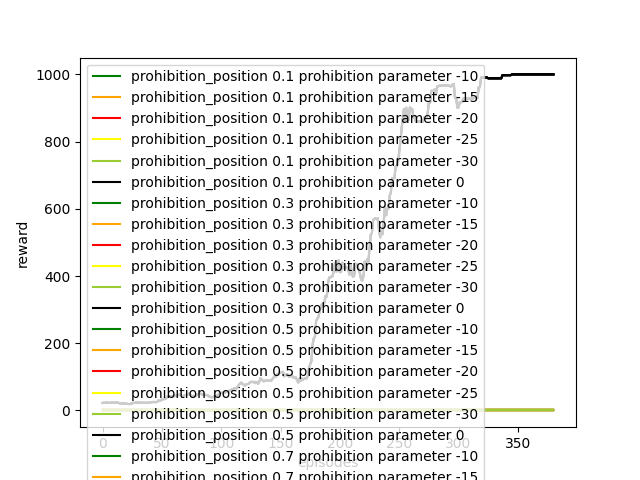 1000
800
600
400
200
0
reward
prohibition_position 0.1 prohibition parameter -10
prohibition_position 0.1 prohibition parameter -15
prohibition_position 0.1 prohibition parameter -20
prohibition_position 0.1 prohibition parameter -25
prohibition_position 0.1 prohibition parameter -30
prohibition_position 0.1 prohibition parameter 0
prohibition_position 0.3 prohibition parameter -10
prohibition_position 0.3 prohibition parameter -15
prohibition_position 0.3 prohibition parameter -20
prohibition_position 0.3 prohibition parameter -25
prohibition_position 0.3 prohibition parameter -30
prohibition_position 0.3 prohibition parameter 0
prohibition_position 0.5 prohibition parameter -10
prohibition_position 0.5 prohibition parameter -15
prohibition_position 0.5 prohibition parameter -20
prohibition_position 0.5 prohibition parameter -25
prohibition_position 0.5 prohibition parameter -30
prohibition_position 0.5 prohibition parameter 0
prohibition_position 0.7 prohibition parameter -10
prohibition_position 0.7 prohibition parameter -15
0 50 100 150 200 250 300 350
episodes